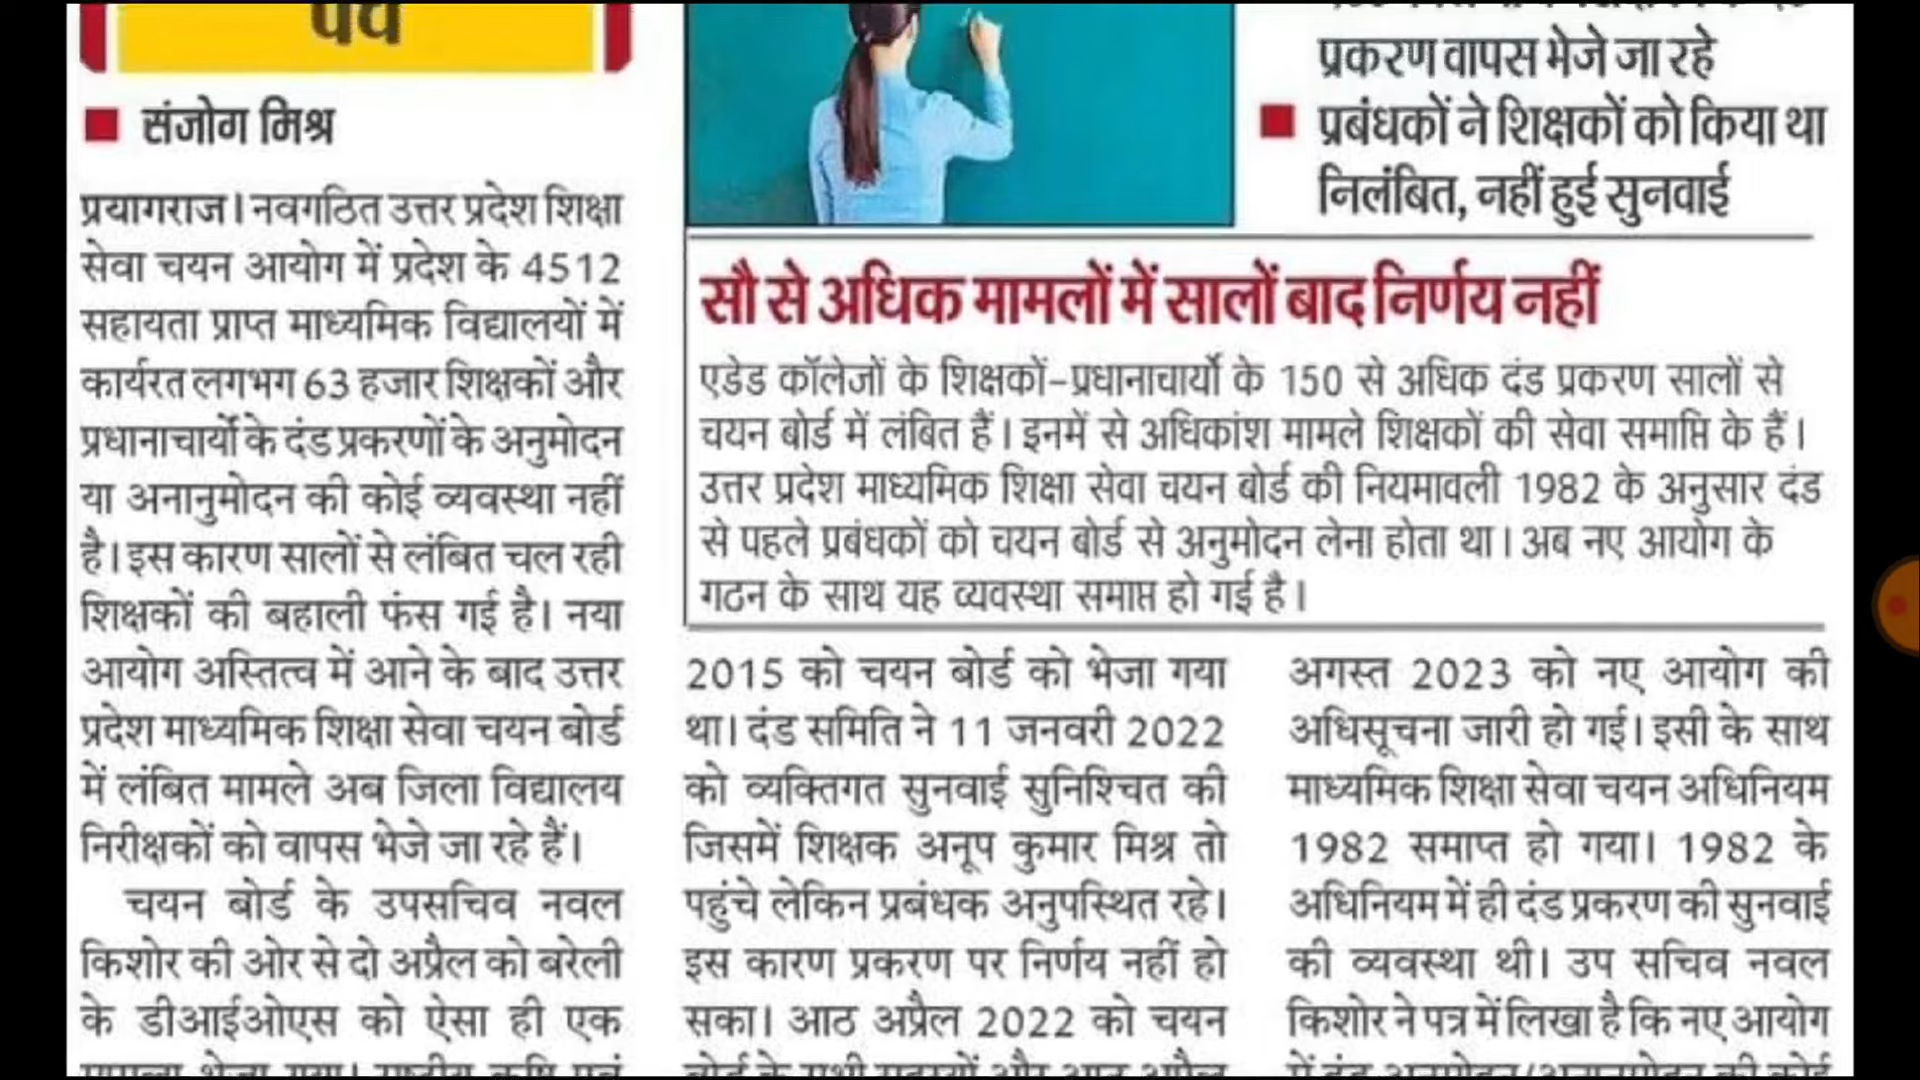 पेच
■ संजोग मिश्र
प्रयागराज। नवगठित उत्तर प्रदेश शिक्षा
सेवा चयन आयोग में प्रदेश के 4512
सहायता प्राप्त माध्यमिक विद्यालयों में
कार्यरत लगभग 63 हजार शिक्षकों और
प्रधानाचार्यों के दंड प्रकरणों के अनुमोदन
या अनानुमोदन की कोई व्यवस्था नहीं
है। इस कारण सालों से लंबित चल रही
शिक्षकों की बहाली फंस गई है। नया
आयोग अस्तित्व में आने के बाद उत्तर
प्रदेश माध्यमिक शिक्षा सेवा चयन बोर्ड
में लंबित मामले अब जिला विद्यालय
निरीक्षकों को वापस भेजे जा रहे हैं।
चयन बोर्ड के उपसचिव नवल
किशोर की ओर से दो अप्रैल को बरेली
के डीआईओएस को ऐसा ही एक
प्रकरण वापस भेजे जा रहे
■ प्रबंधकों ने शिक्षकों को किया था
निलंबित, नहीं हुई सुनवाई
सौ से अधिक मामलों में सालों बाद निर्णय नहीं
एडेड कॉलेजों के शिक्षकों-प्रधानाचार्यों के 150 से अधिक दंड प्रकरण सालों से
चयन बोर्ड में लंबित हैं। इनमें से अधिकांश मामले शिक्षकों की सेवा समाप्ति के हैं।
उत्तर प्रदेश माध्यमिक शिक्षा सेवा चयन बोर्ड की नियमावली 1982 के अनुसार दंड
से पहले प्रबंधकों को चयन बोर्ड से अनुमोदन लेना होता था। अब नए आयोग के
गठन के साथ यह व्यवस्था समाप्त हो गई है।
2015 को चयन बोर्ड को भेजा गया
था। दंड समिति ने 11 जनवरी 2022
को व्यक्तिगत सुनवाई सुनिश्चित की
जिसमें शिक्षक अनूप कुमार मिश्र तो
पहुंचे लेकिन प्रबंधक अनुपस्थित रहे।
इस कारण प्रकरण पर निर्णय नहीं हो
सका। आठ अप्रैल 2022 को चयन
अगस्त 2023 को नए आयोग की
अधिसूचना जारी हो गई। इसी के साथ
माध्यमिक शिक्षा सेवा चयन अधिनियम
1982 समाप्त हो गया। 1982 के
अधिनियम में ही दंड प्रकरण की सुनवाई
की व्यवस्था थी। उप सचिव नवल
किशोर ने पत्र में लिखा है कि नए आयोग